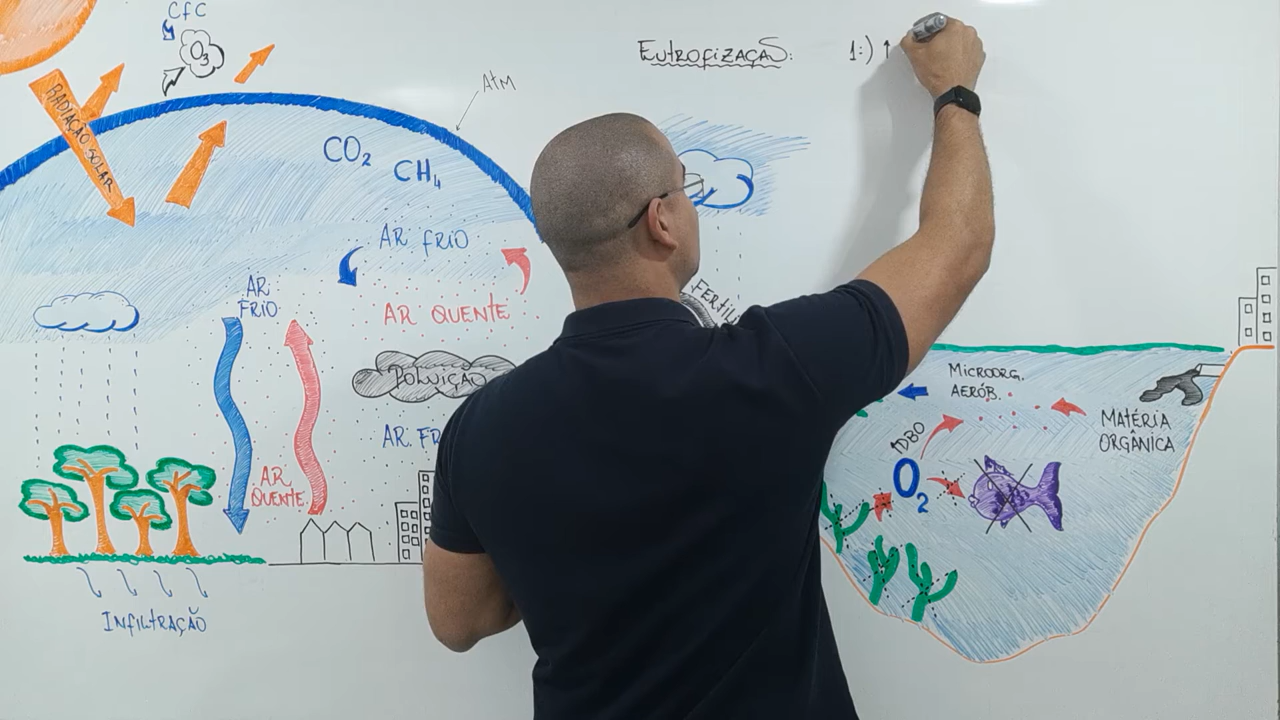 CFC
O3
RADIAÇÃO SOLAR
ATM
CO2
CH4
AR FRIO
AR QUENTE
AR
FRIO
AR
QUENTE
POLUIÇÃO
AR FR
INFILTRAÇÃO
EUTROFIZAÇÃO:
1:) ↑
FERTIL
MICROORG.
AERÓB.
↑DBO
O2
MATÉRIA
ORGÂNICA